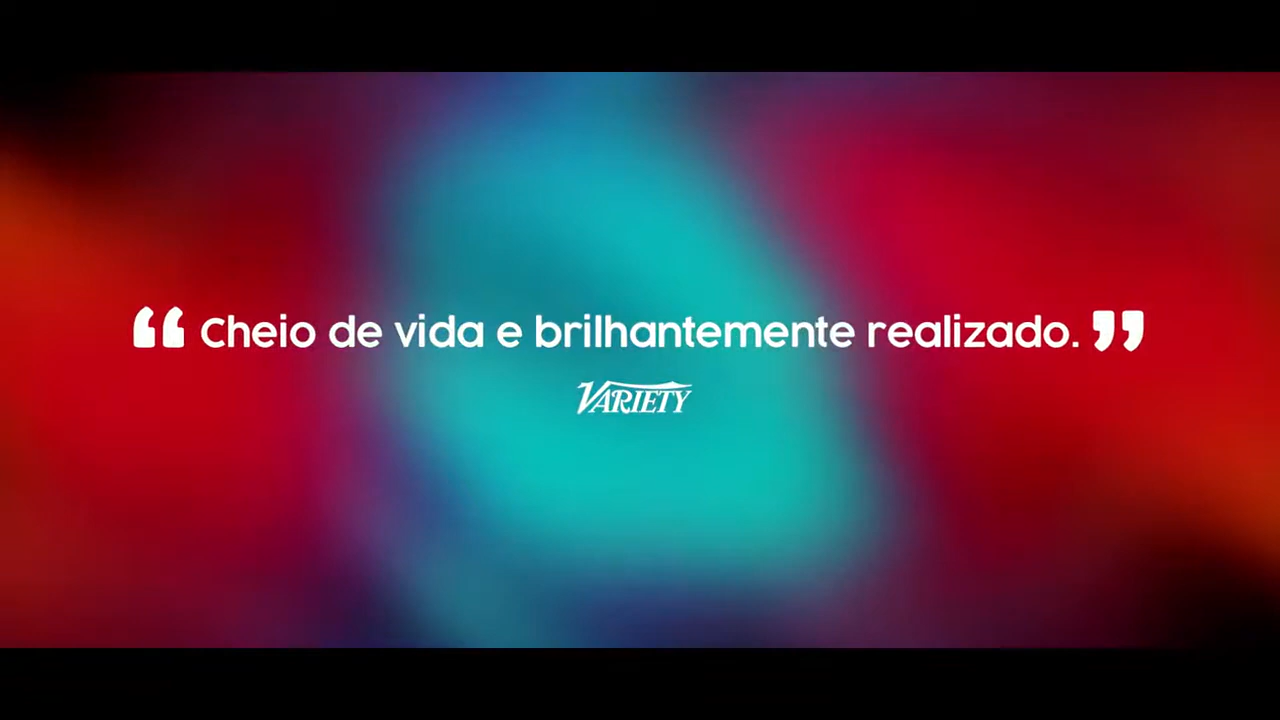 “ Cheio de vida e brilhantemente realizado. ”
VARIETY